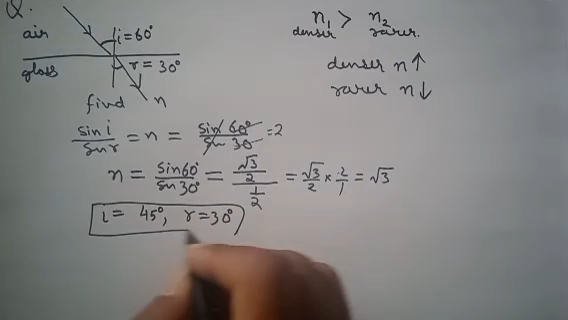 Q.
air
i=60°
glass
r = 30°
n
find
sin i / sin r = n = sin 60° / sin 30 = 2
n = sin60° / sin30° = √3/2 / 1/2 = √3/2 × 2/1 = √3
i = 45°, r = 30°
n₁ > n₂
denser rarer.
denser n↑
rarer n↓